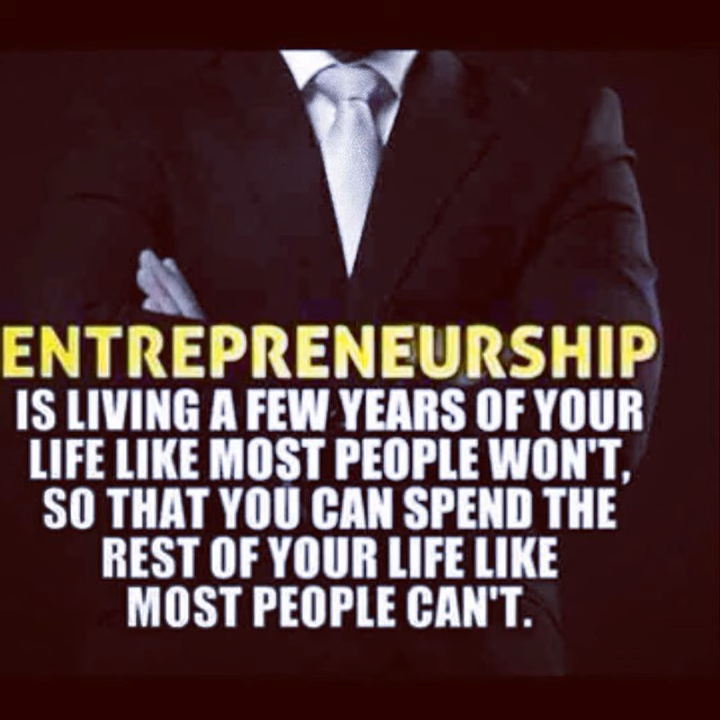 ENTREPRENEURSHIP
IS LIVING A FEW YEARS OF YOUR
LIFE LIKE MOST PEOPLE WON'T,
SO THAT YOU CAN SPEND THE
REST OF YOUR LIFE LIKE
MOST PEOPLE CAN'T.